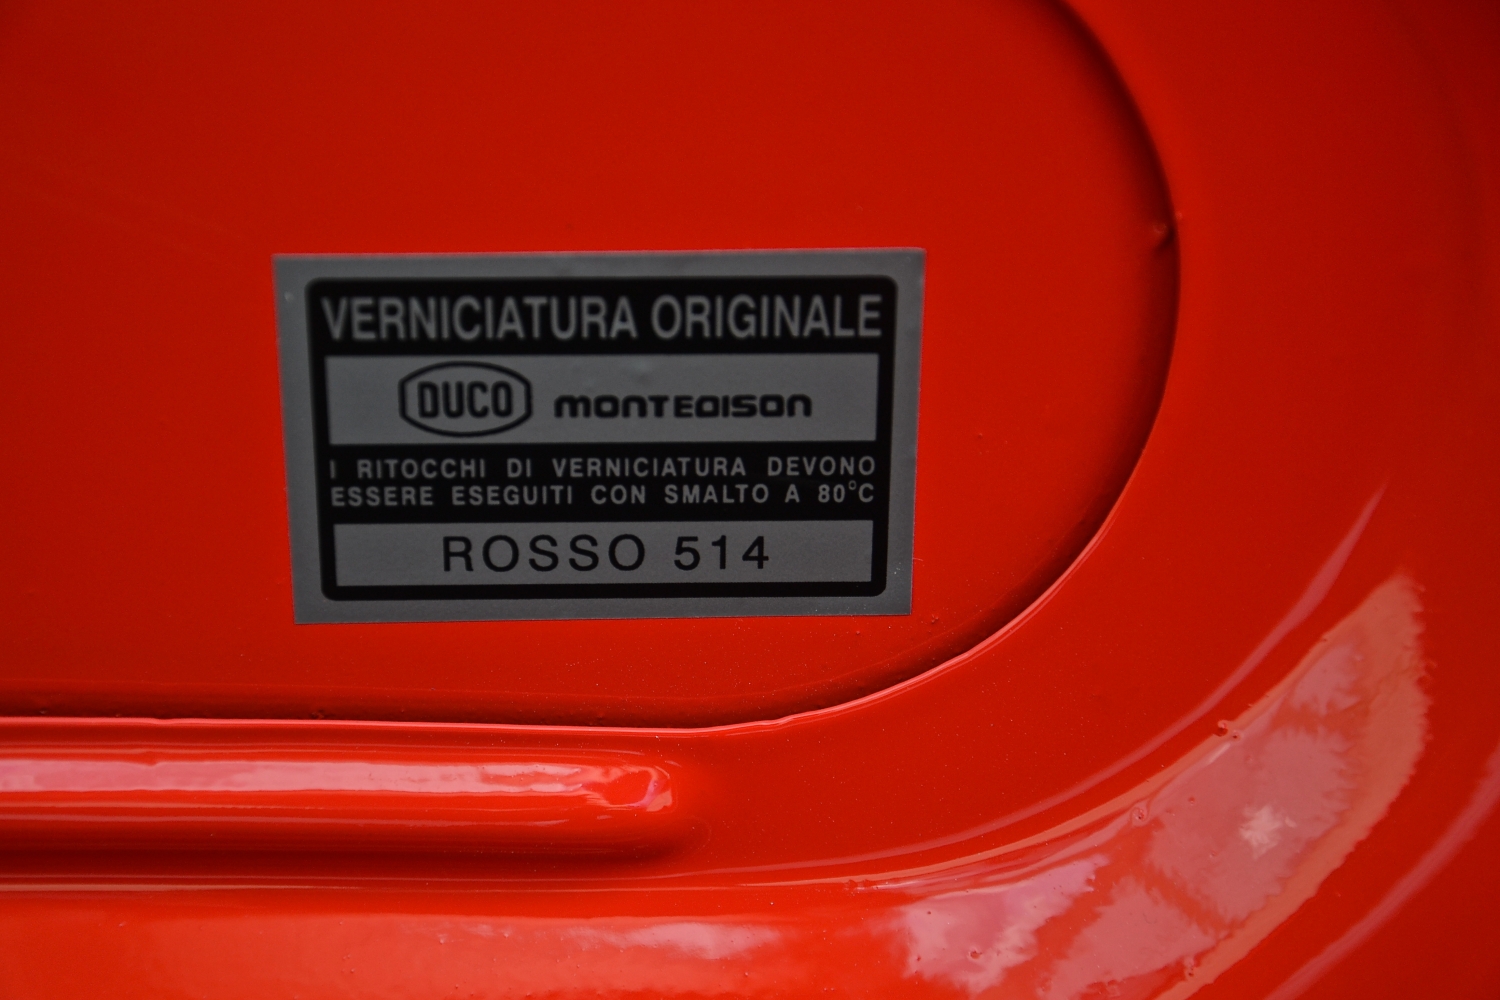 VERNICIATURA ORIGINALE
DUCO MONTEDISON
I RITOCCHI DI VERNICIATURA DEVONO
ESSERE ESEGUITI CON SMALTO A 80°C
ROSSO 514